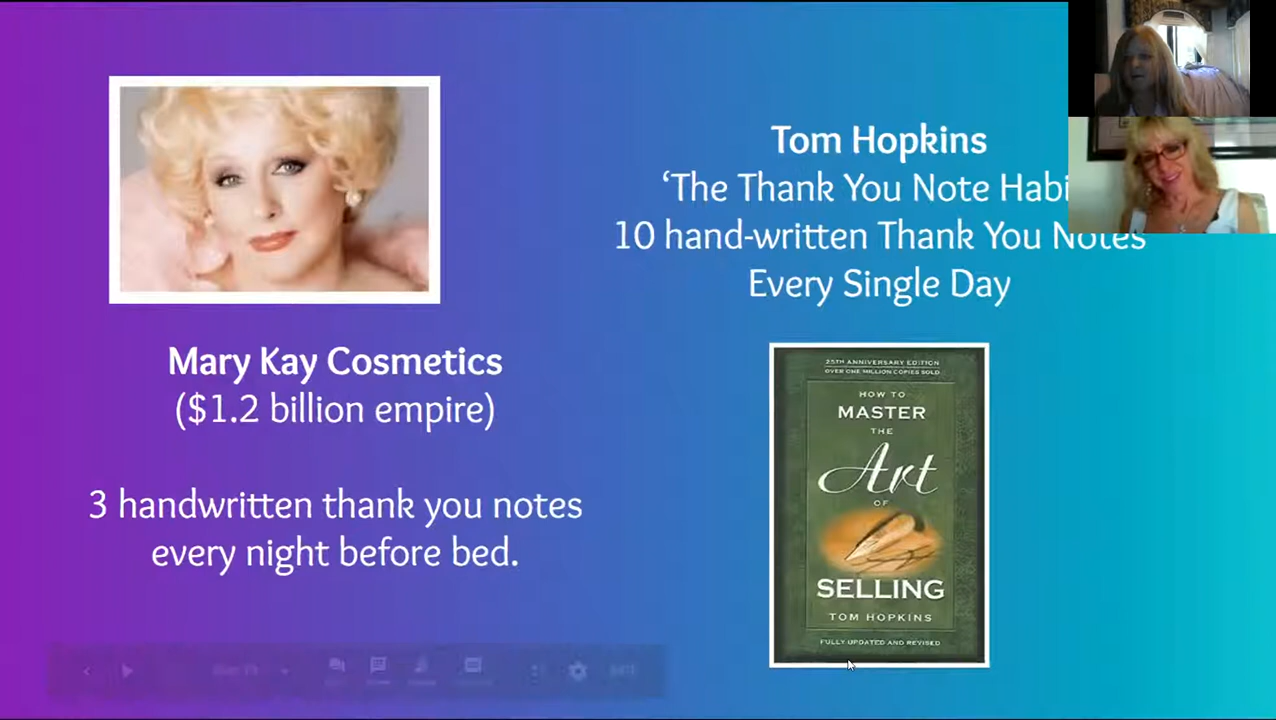 Mary Kay Cosmetics
($1.2 billion empire)
3 handwritten thank you notes
every night before bed.
Tom Hopkins
‘The Thank You Note Habi
10 hand-written Thank You Notes
Every Single Day
25TH ANNIVERSARY EDITION
OVER ONE MILLION COPIES SOLD
HOW TO
MASTER
THE
Art
OF
SELLING
TOM HOPKINS
FULLY UPDATED AND REVISED